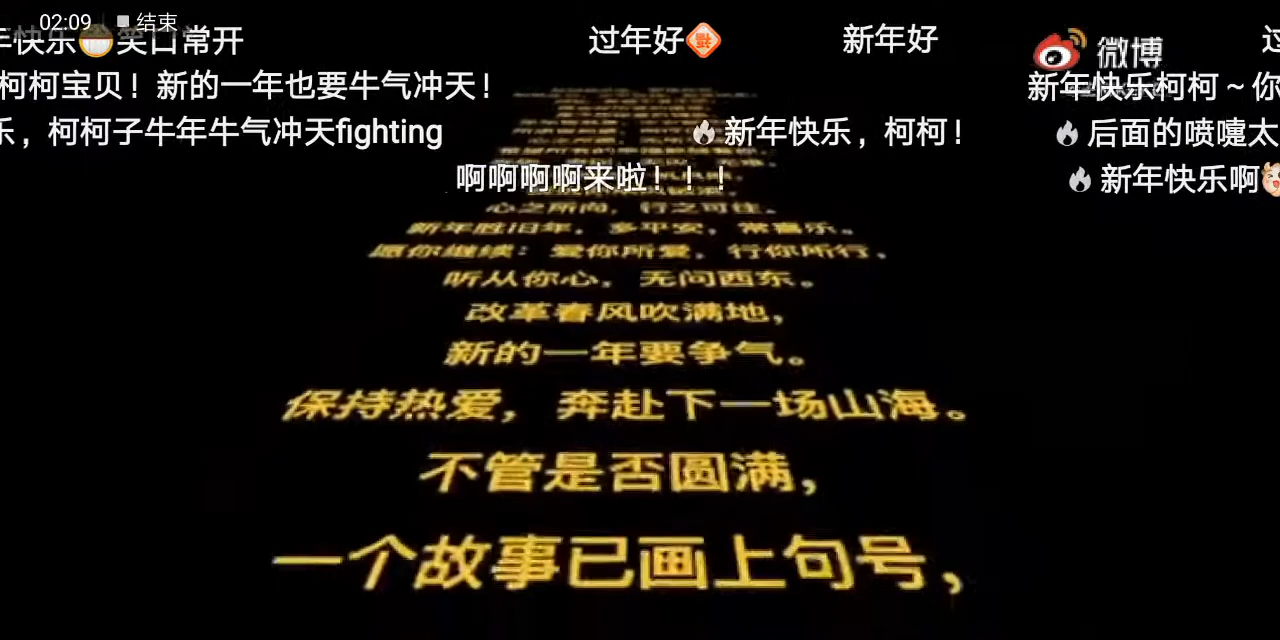 02:09 结束
年快乐😁笑口常开 过年好福 新年好 微博 过
柯柯宝贝！新的一年也要牛气冲天！ 新年快乐柯柯～你
乐，柯柯子牛年牛气冲天fighting 新年快乐，柯柯！ 后面的喷嚏太
啊啊啊啊来啦！！！ 新年快乐啊
心之所向，行之可往。
新年胜旧年，多平安，常喜乐。
愿你继续：爱你所爱，行你所行。
听从你心，无问西东。
改革春风吹满地，
新的一年要争气。
保持热爱，奔赴下一场山海。
不管是否圆满，
一个故事已画上句号，